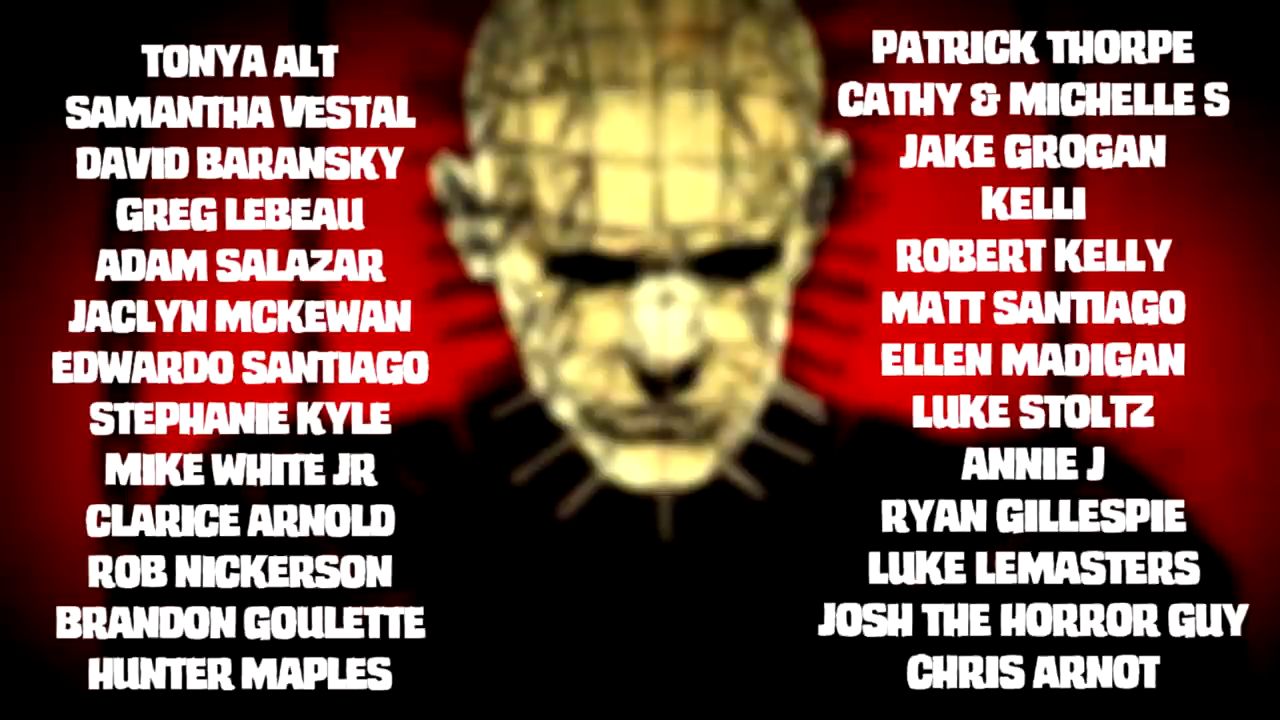 TONYA ALT
SAMANTHA VESTAL
DAVID BARANSKY
GREG LEBEAU
ADAM SALAZAR
JACLYN MCKEWAN
EDWARDO SANTIAGO
STEPHANIE KYLE
MIKE WHITE JR
CLARICE ARNOLD
ROB NICKERSON
BRANDON GOULETTE
HUNTER MAPLES
PATRICK THORPE
CATHY & MICHELLE S
JAKE GROGAN
KELLI
ROBERT KELLY
MATT SANTIAGO
ELLEN MADIGAN
LUKE STOLTZ
ANNIE J
RYAN GILLESPIE
LUKE LEMASTERS
JOSH THE HORROR GUY
CHRIS ARNOT